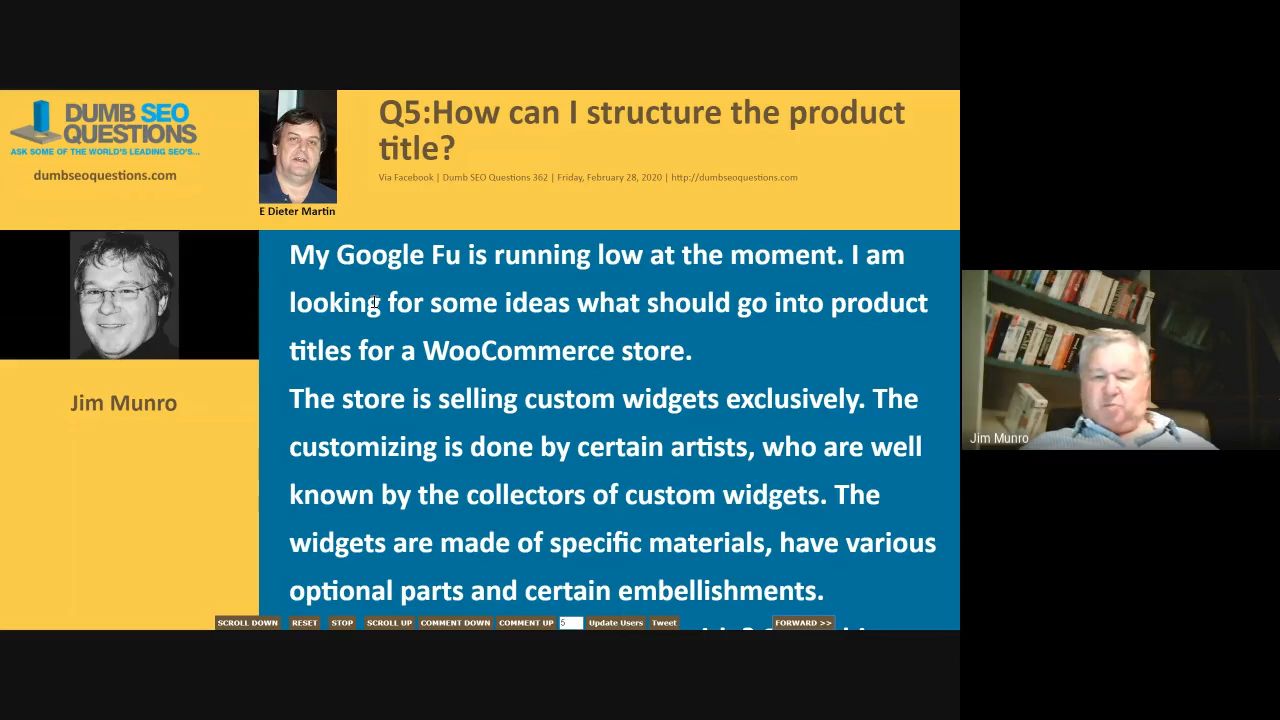 DUMB SEO
QUESTIONS
ASK SOME OF THE WORLD'S LEADING SEO'S...
dumbseoquestions.com
E Dieter Martin
Q5:How can I structure the product
title?
Via Facebook | Dumb SEO Questions 362 | Friday, February 28, 2020 | http://dumbseoquestions.com
Jim Munro
My Google Fu is running low at the moment. I am
looking for some ideas what should go into product
titles for a WooCommerce store.
The store is selling custom widgets exclusively. The
customizing is done by certain artists, who are well
known by the collectors of custom widgets. The
widgets are made of specific materials, have various
optional parts and certain embellishments.
SCROLL DOWN RESET STOP SCROLL UP COMMENT DOWN COMMENT UP 5 Update Users Tweet FORWARD >>
Jim Munro